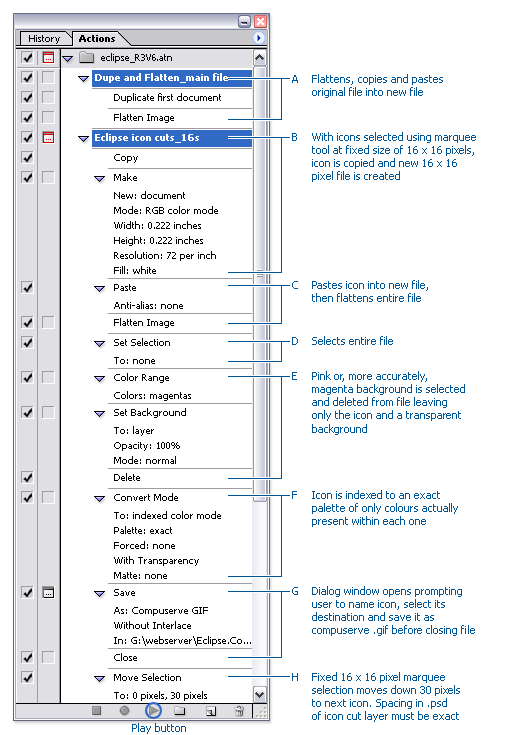 History
Actions
eclipse_R3V6.atn
Dupe and Flatten_main file
Duplicate first document
Flatten Image
Eclipse icon cuts_16s
Copy
Make
New: document
Mode: RGB color mode
Width: 0.222 inches
Height: 0.222 inches
Resolution: 72 per inch
Fill: white
Paste
Anti-alias: none
Flatten Image
Set Selection
To: none
Color Range
Colors: magentas
Set Background
To: layer
Opacity: 100%
Mode: normal
Delete
Convert Mode
To: indexed color mode
Palette: exact
Forced: none
With Transparency
Matte: none
Save
As: Compuserve GIF
Without Interlace
In: G:\webserver\Eclipse.Co...
Close
Move Selection
To: 0 pixels, 30 pixels
Play button
A
Flattens, copies and pastes
original file into new file
B
With icons selected using marquee
tool at fixed size of 16 x 16 pixels,
icon is copied and new 16 x 16
pixel file is created
C
Pastes icon into new file,
then flattens entire file
D
Selects entire file
E
Pink or, more accurately,
magenta background is selected
and deleted from file leaving
only the icon and a transparent
background
F
Icon is indexed to an exact
palette of only colours actually
present within each one
G
Dialog window opens prompting
user to name icon, select its
destination and save it as
compuserve .gif before closing file
H
Fixed 16 x 16 pixel marquee
selection moves down 30 pixels
to next icon. Spacing in .psd
of icon cut layer must be exact